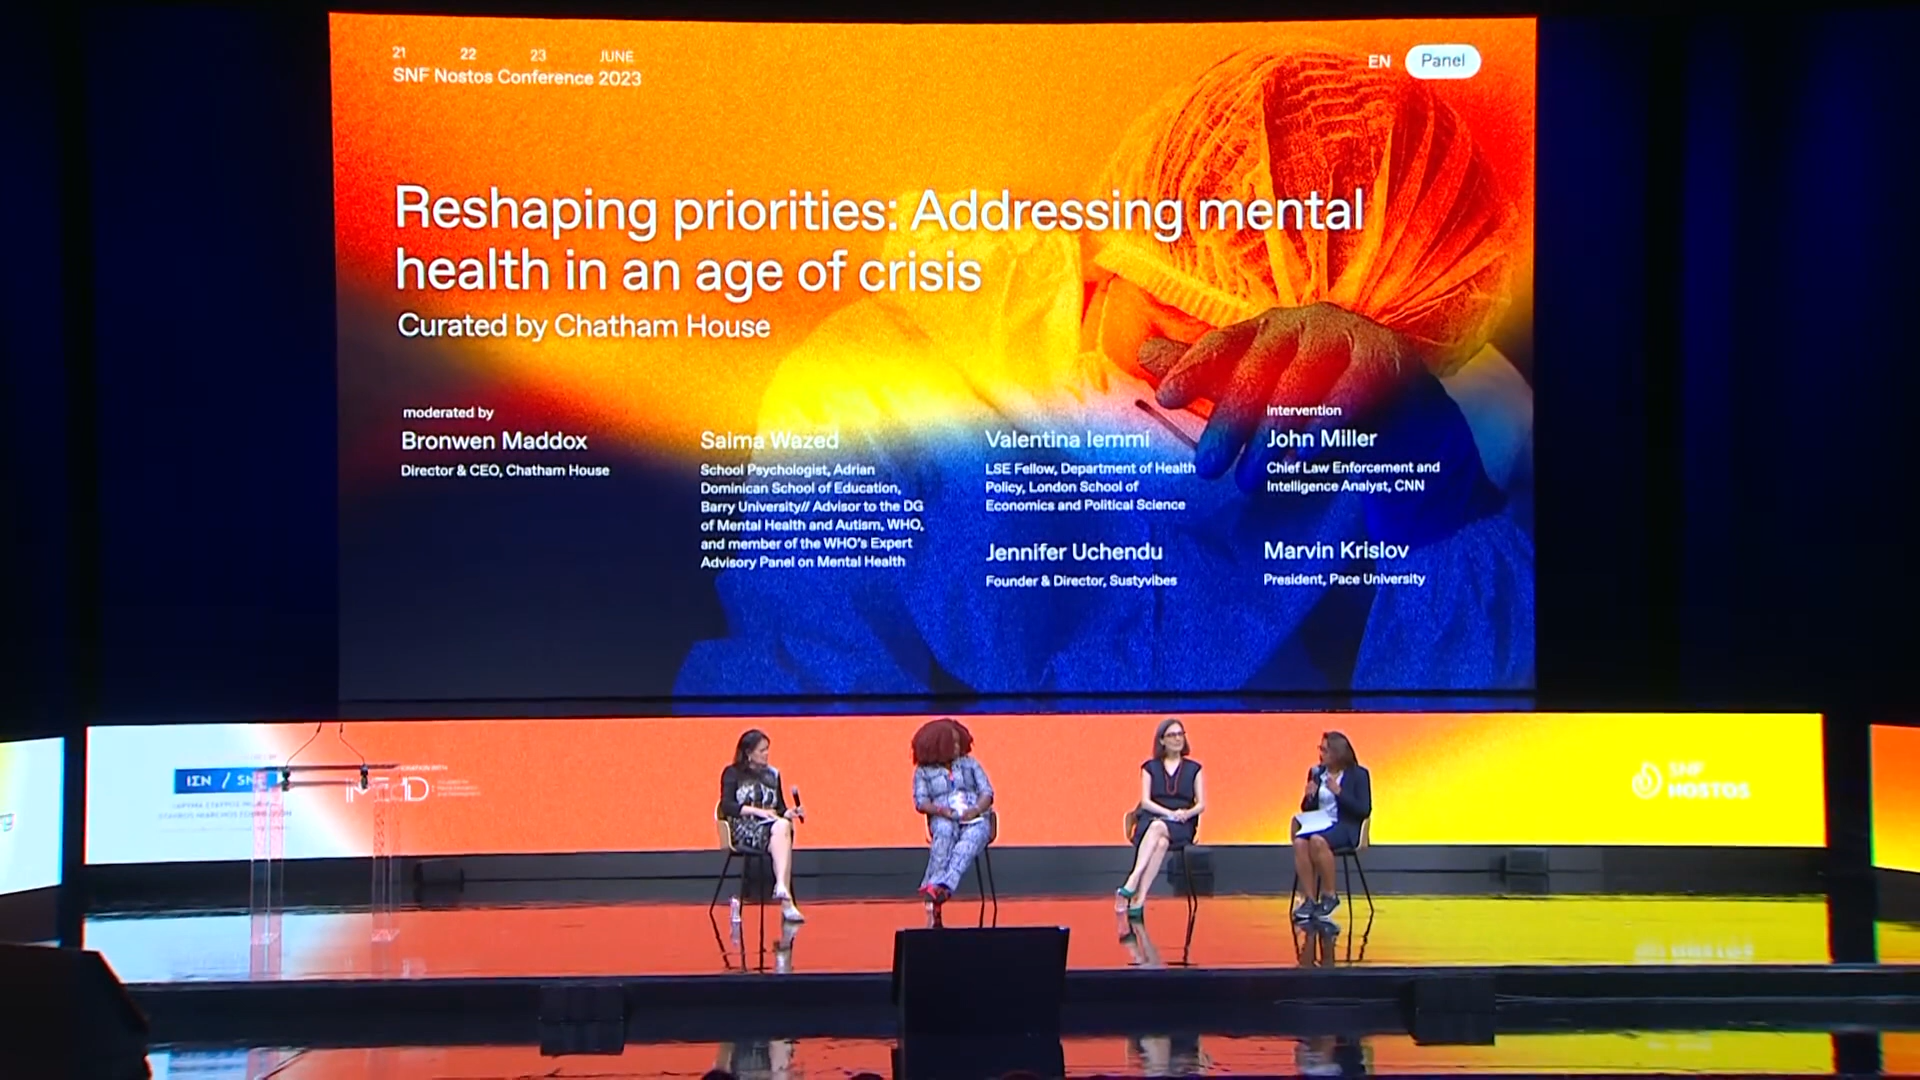 21 22 23 JUNE
SNF Nostos Conference 2023
EN Panel
Reshaping priorities: Addressing mental
health in an age of crisis
Curated by Chatham House
moderated by
Bronwen Maddox
Director & CEO, Chatham House
Saima Wazed
School Psychologist, Adrian
Dominican School of Education,
Barry University// Advisor to the DG
of Mental Health and Autism, WHO,
and member of the WHO's Expert
Advisory Panel on Mental Health
Valentina Iemmi
LSE Fellow, Department of Health
Policy, London School of
Economics and Political Science
Jennifer Uchendu
Founder & Director, Sustyvibes
intervention
John Miller
Chief Law Enforcement and
Intelligence Analyst, CNN
Marvin Krislov
President, Pace University
ΙΣΝ / SNF
SNF
NOSTOS